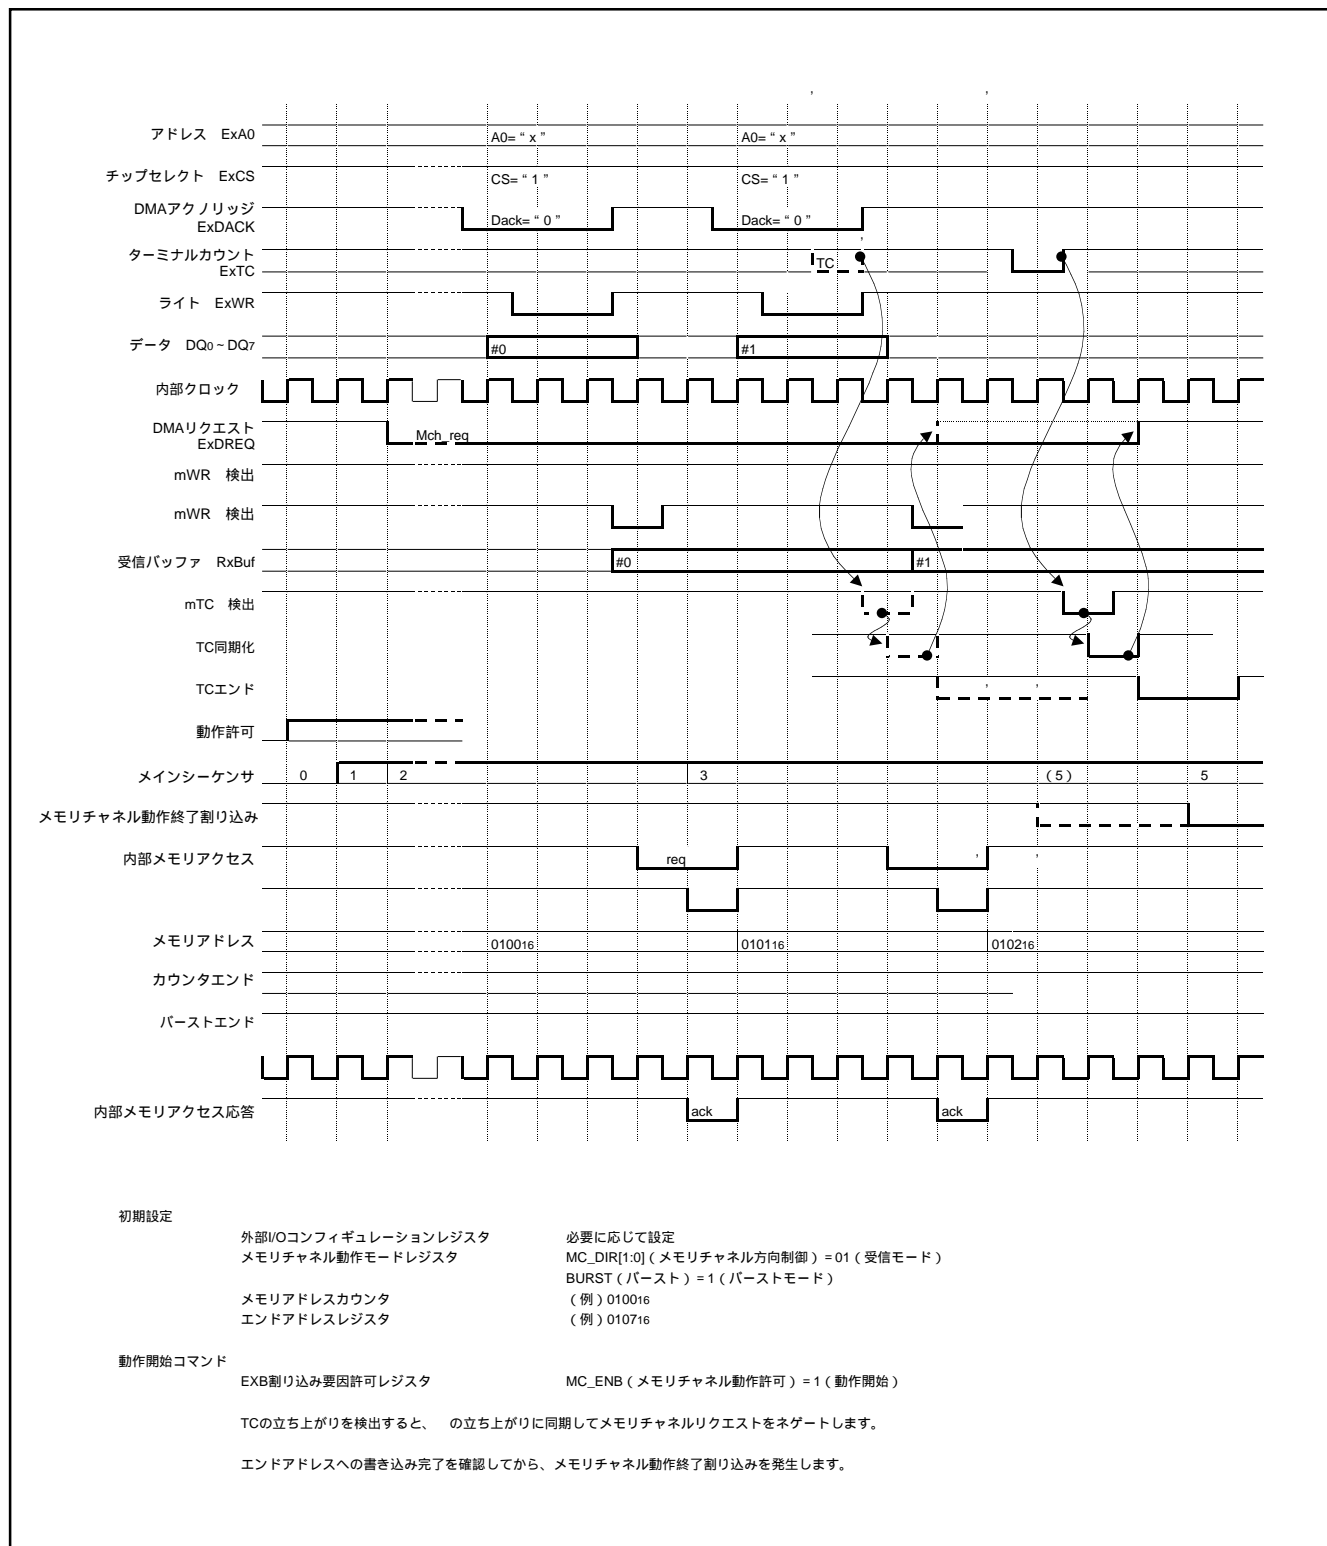 アドレス ExA0
A0= “ x ”
A0= “ x ”
チップセレクト ExCS
CS= “ 1 ”
CS= “ 1 ”
DMAアクノリッジ
ExDACK
Dack= “ 0 ”
Dack= “ 0 ”
ターミナルカウント
ExTC
TC
ライト ExWR
データ DQ0 ~ DQ7
#0
#1
内部クロック
DMAリクエスト
ExDREQ
Mch_req
mWR 検出
mWR 検出
受信バッファ RxBuf
#0
#1
mTC 検出
TC同期化
TCエンド
動作許可
メインシーケンサ
0
1
2
3
( 5 )
5
メモリチャネル動作終了割り込み
内部メモリアクセス
req
メモリアドレス
010016
010116
010216
カウンタエンド
バーストエンド
内部メモリアクセス応答
ack
ack
初期設定
外部I/Oコンフィギュレーションレジスタ 必要に応じて設定
メモリチャネル動作モードレジスタ MC_DIR[1:0] ( メモリチャネル方向制御 ) = 01 ( 受信モード )
BURST ( バースト ) = 1 ( バーストモード )
メモリアドレスカウンタ ( 例 ) 010016
エンドアドレスレジスタ ( 例 ) 010716
動作開始コマンド
EXB割り込み要因許可レジスタ MC_ENB ( メモリチャネル動作許可 ) = 1 ( 動作開始 )
TCの立ち上がりを検出すると、 の立ち上がりに同期してメモリチャネルリクエストをネゲートします。
エンドアドレスへの書き込み完了を確認してから、メモリチャネル動作終了割り込みを発生します。